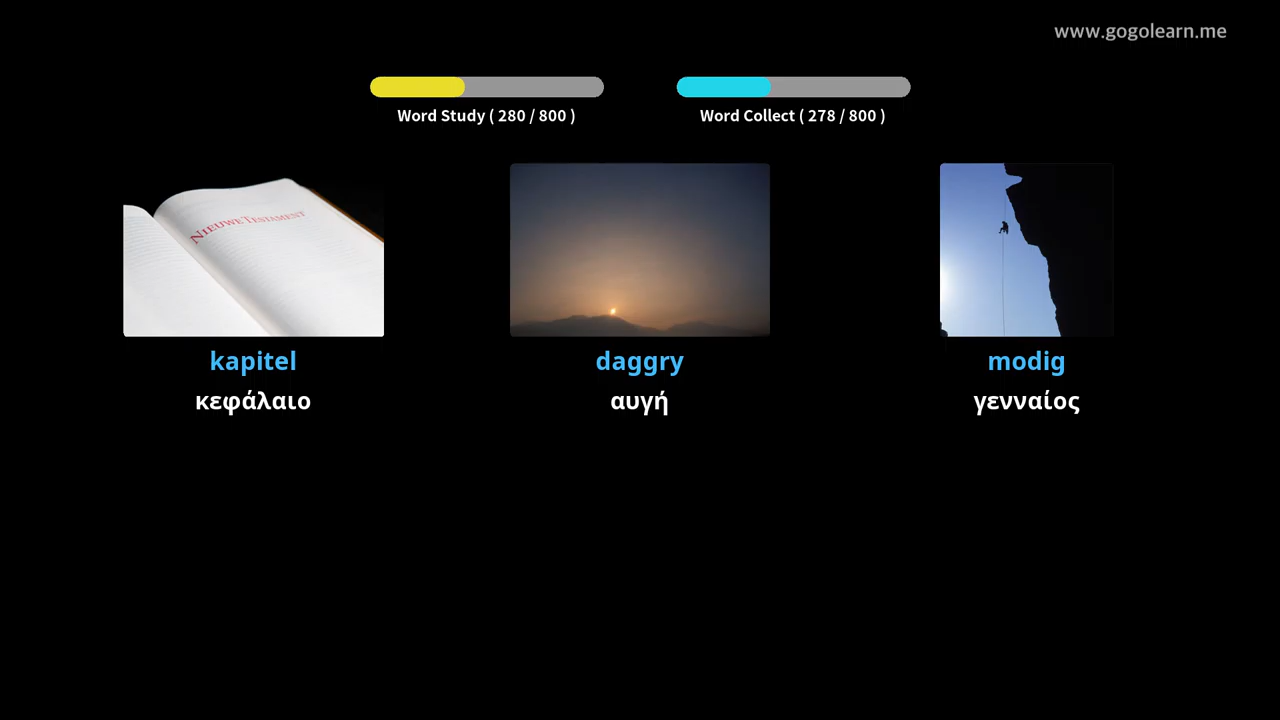 www.gogolearn.me
Word Study ( 280 / 800 )
Word Collect ( 278 / 800 )
NIEUWE TESTAMENT
kapitel
daggry
modig
κεφάλαιο
αυγή
γενναίος